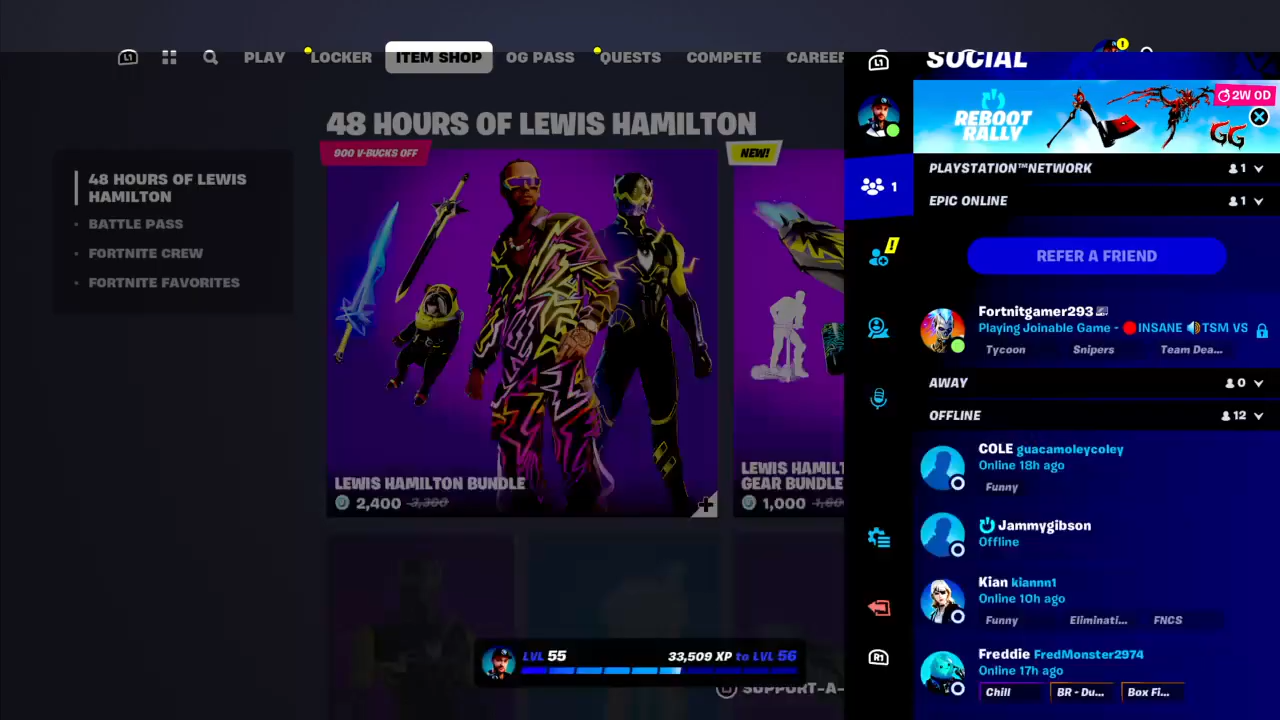 L1
PLAY
LOCKER
ITEM SHOP
OG PASS
QUESTS
COMPETE
CAREER
48 HOURS OF LEWIS HAMILTON
BATTLE PASS
FORTNITE CREW
FORTNITE FAVORITES
48 HOURS OF LEWIS HAMILTON
900 V-BUCKS OFF
LEWIS HAMILTON BUNDLE
2,400 3,300
NEW!
LEWIS HAMILT
GEAR BUNDLE
1,000
LVL 55
33,509 XP to LVL 56
SUPPORT-A-
L1
SOCIAL
REBOOT
RALLY
GG
2W 0D
1
PLAYSTATION™NETWORK
1
EPIC ONLINE
1
REFER A FRIEND
Fortnitgamer293
Playing Joinable Game - 🔴INSANE 🔊TSM VS
Tycoon Snipers Team Dea...
AWAY
0
OFFLINE
12
COLE guacamoleycoley
Online 18h ago
Funny
Jammygibson
Offline
Kian kiannn1
Online 10h ago
Funny Eliminati... FNCS
Freddie FredMonster2974
Online 17h ago
Chill BR - Du... Box Fi...
R1